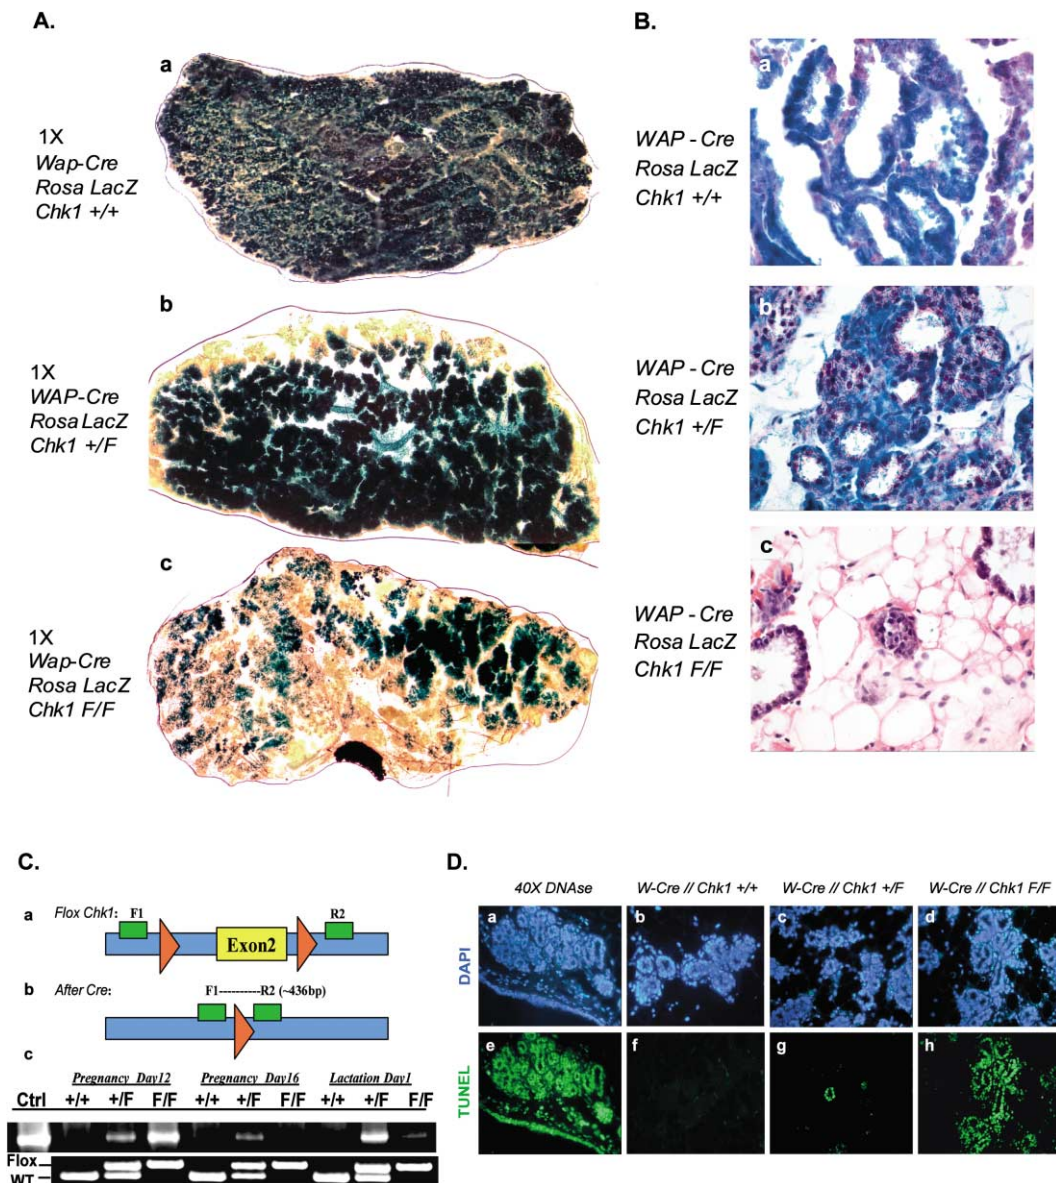 A.
a
1X
Wap-Cre
Rosa LacZ
Chk1 +/+
b
1X
WAP-Cre
Rosa LacZ
Chk1 +/F
c
1X
Wap-Cre
Rosa LacZ
Chk1 F/F
B.
a
WAP - Cre
Rosa LacZ
Chk1 +/+
b
WAP - Cre
Rosa LacZ
Chk1 +/F
c
WAP - Cre
Rosa LacZ
Chk1 F/F
C.
a Flox Chk1: F1 R2
Exon2
b After Cre: F1----------R2 (~436bp)
c
Pregnancy Day12 Pregnancy Day16 Lactation Day1
Ctrl +/+ +/F F/F +/+ +/F F/F +/+ +/F F/F
Flox
WT
D.
40X DNAse W-Cre // Chk1 +/+ W-Cre // Chk1 +/F W-Cre // Chk1 F/F
DAPI
a b c d
TUNEL
e f g h